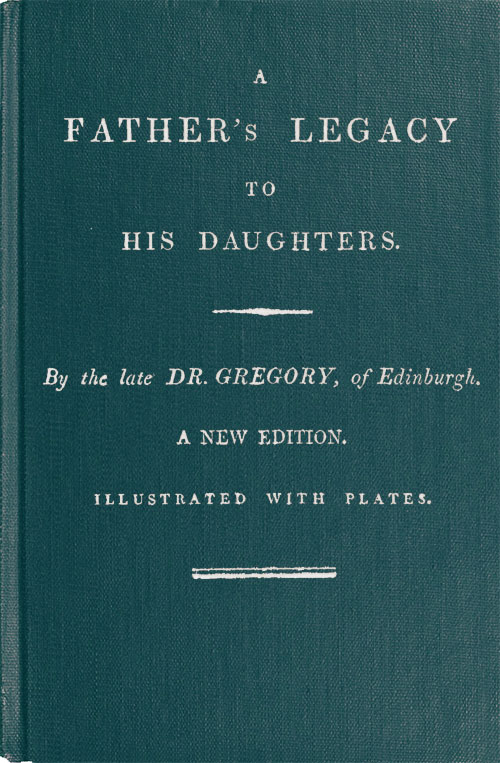 A
FATHER's LEGACY
TO
HIS DAUGHTERS.
By the late DR. GREGORY, of Edinburgh.
A NEW EDITION.
ILLUSTRATED WITH PLATES.